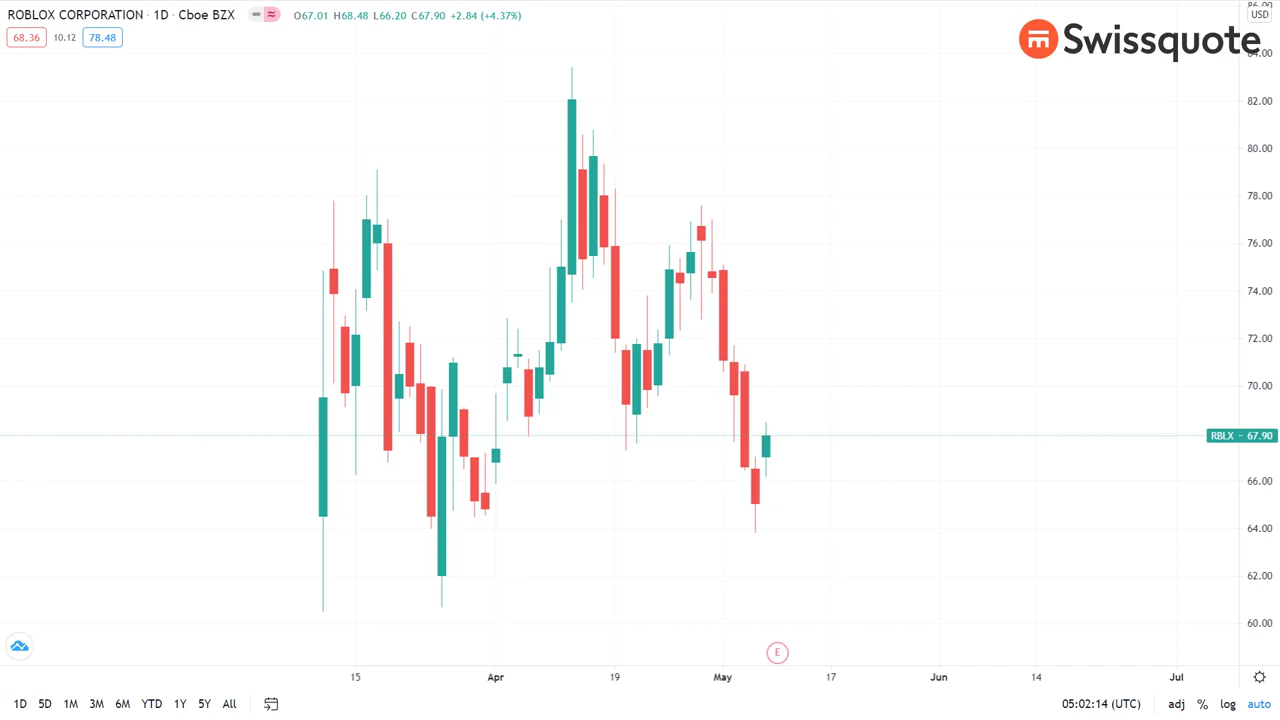 ROBLOX CORPORATION · 1D · Cboe BZX O67.01 H68.48 L66.20 C67.90 +2.84 (+4.37%)
68.36 10.12 78.48
Swissquote
USD
86.00
84.00
82.00
80.00
78.00
76.00
74.00
72.00
70.00
RBLX – 67.90
66.00
64.00
62.00
60.00
E
15 Apr 19 May 17 Jun 14 Jul
1D 5D 1M 3M 6M YTD 1Y 5Y All 05:02:14 (UTC) adj % log auto